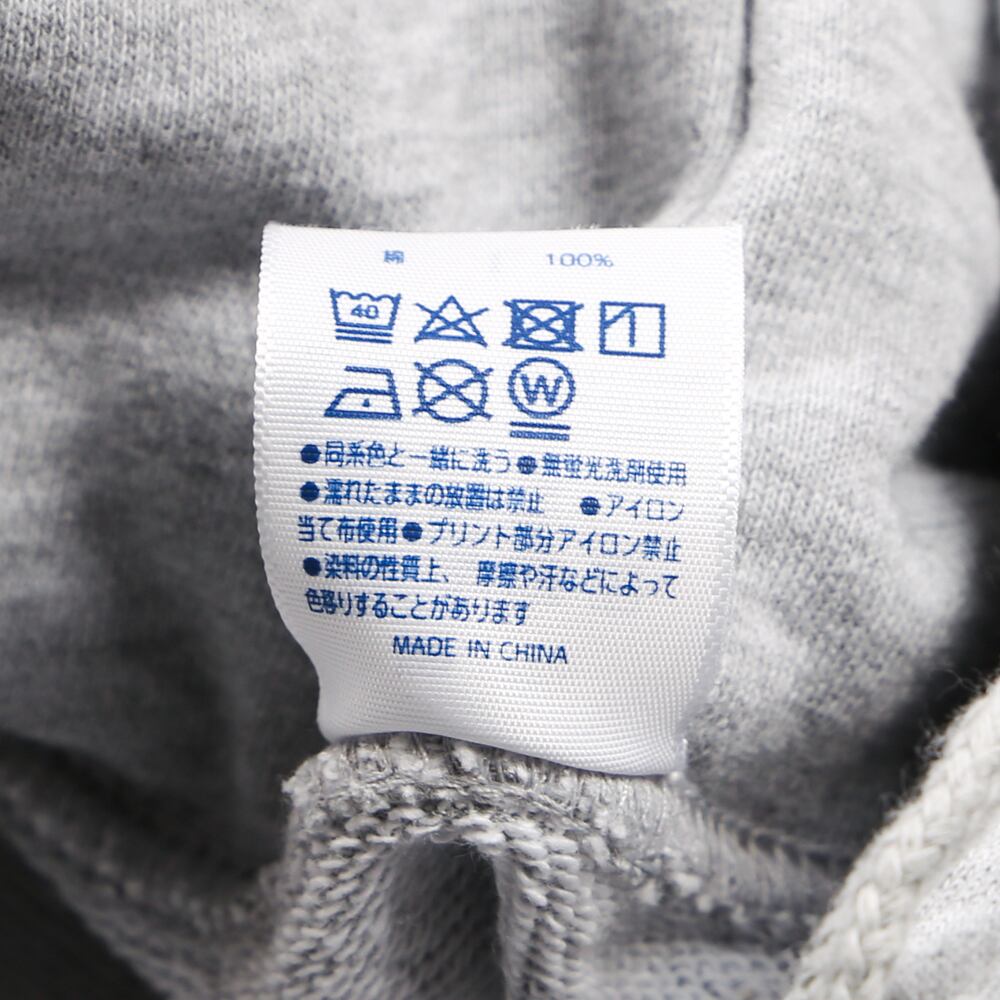 綿 100%
40
W
●同系色と一緒に洗う●無蛍光洗剤使用
●濡れたままの放置は禁止 ●アイロン
当て布使用●プリント部分アイロン禁止
●染料の性質上、 摩擦や汗などによって
色移りすることがあります
MADE IN CHINA